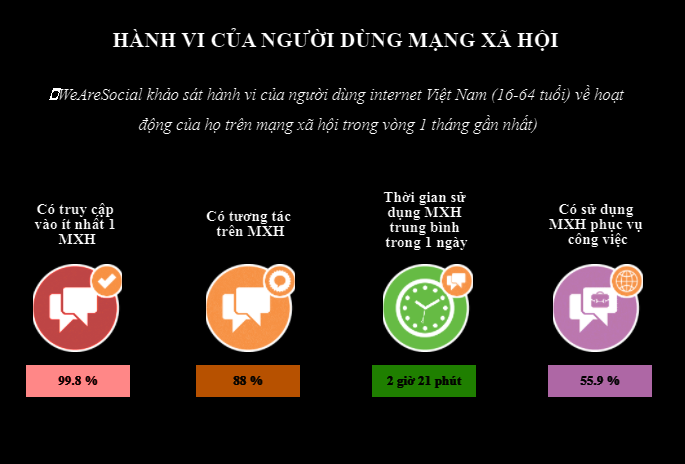 HÀNH VI CỦA NGƯỜI DÙNG MẠNG XÃ HỘI
WeAreSocial khảo sát hành vi của người dùng internet Việt Nam (16-64 tuổi) về hoạt
động của họ trên mạng xã hội trong vòng 1 tháng gần nhất)
Có truy cập
vào ít nhất 1
MXH
Có tương tác
trên MXH
Thời gian sử
dụng MXH
trung bình
trong 1 ngày
Có sử dụng
MXH phục vụ
công việc
99.8 %
88 %
2 giờ 21 phút
55.9 %